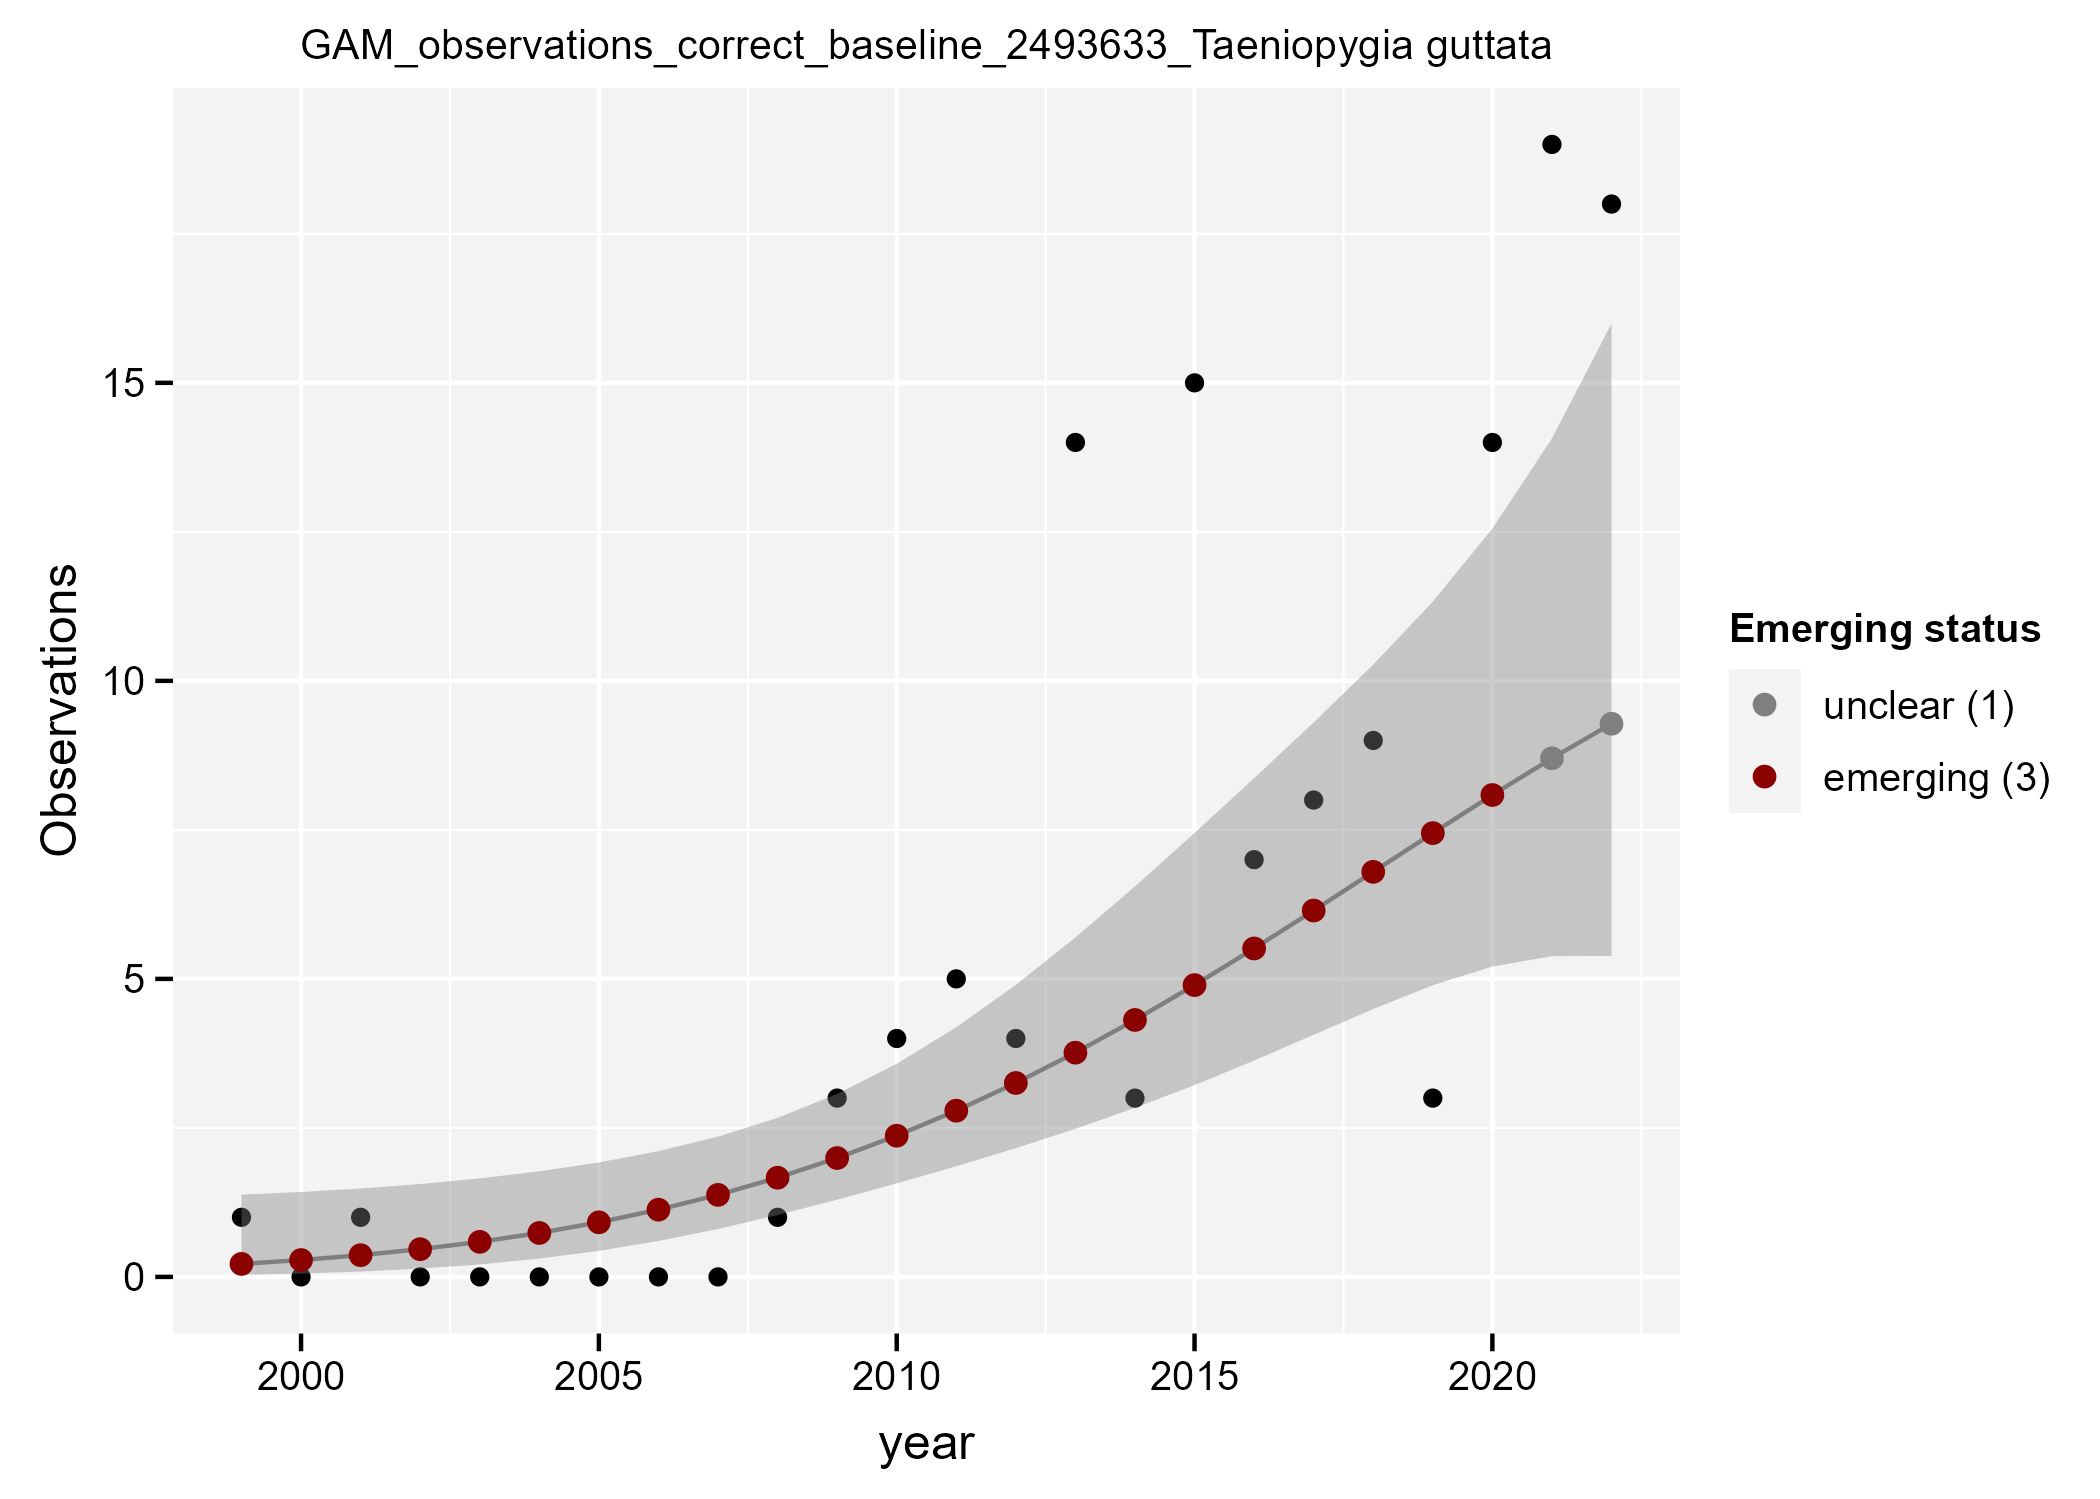 GAM_observations_correct_baseline_2493633_Taeniopygia guttata
Observations
15
10
5
0
2000 2005 2010 2015 2020
year
Emerging status
unclear (1)
emerging (3)